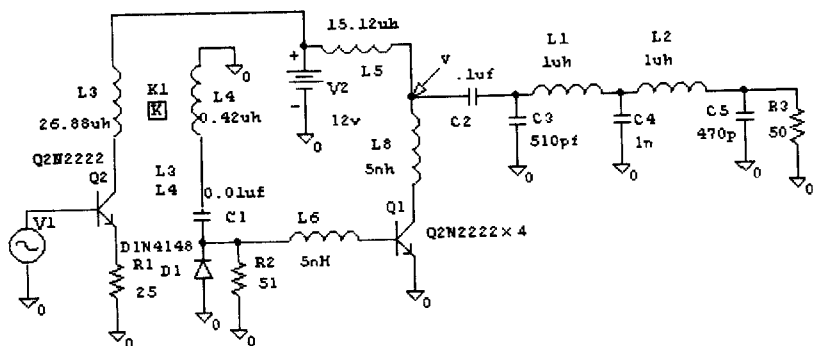 15.12uh
L1
L2
L3
K1
K
L4
L5
V
.1uf
1uh
1uh
26.88uh
0.42uh
V2
12v
C2
C3
510pf
C4
1n
C5
470p
R3
50
L8
5nh
Q2N2222
Q2
L3
L4
0.01uf
C1
L6
5nH
Q1
Q2N2222×4
V1
D1N4148
D1
R1
25
R2
51
+
-
0
0
0
0
0
0
0
0
0
0
0